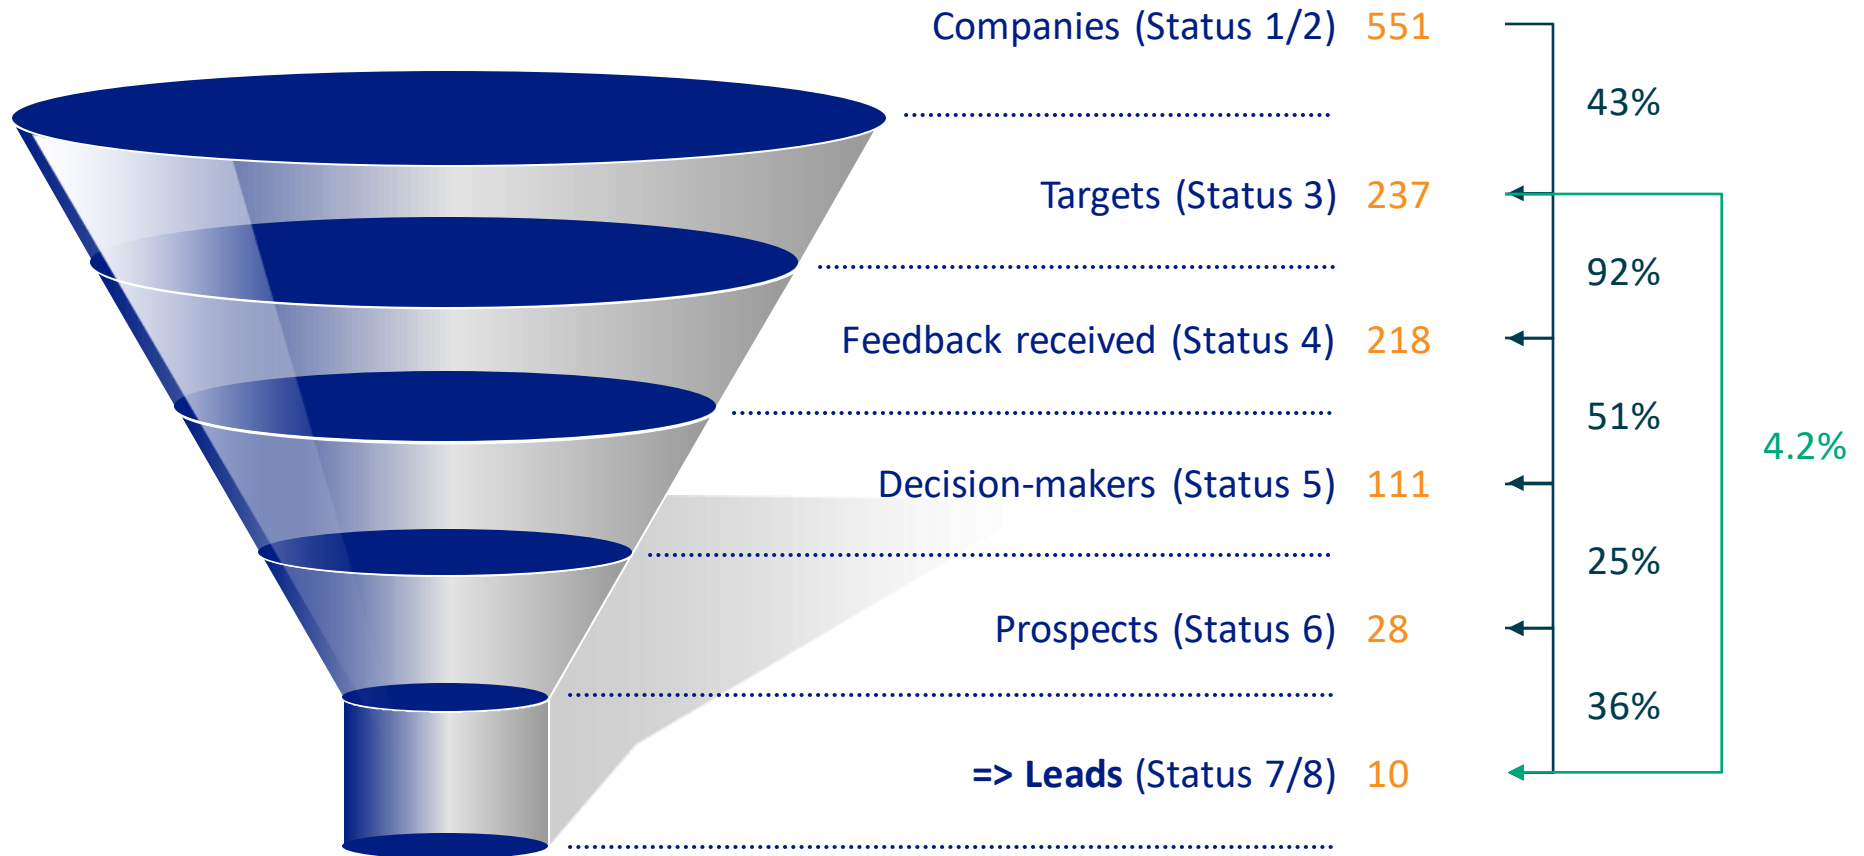 Companies (Status 1/2) 551
43%
Targets (Status 3) 237
92%
Feedback received (Status 4) 218
51%
4.2%
Decision-makers (Status 5) 111
25%
Prospects (Status 6) 28
36%
=> Leads (Status 7/8) 10